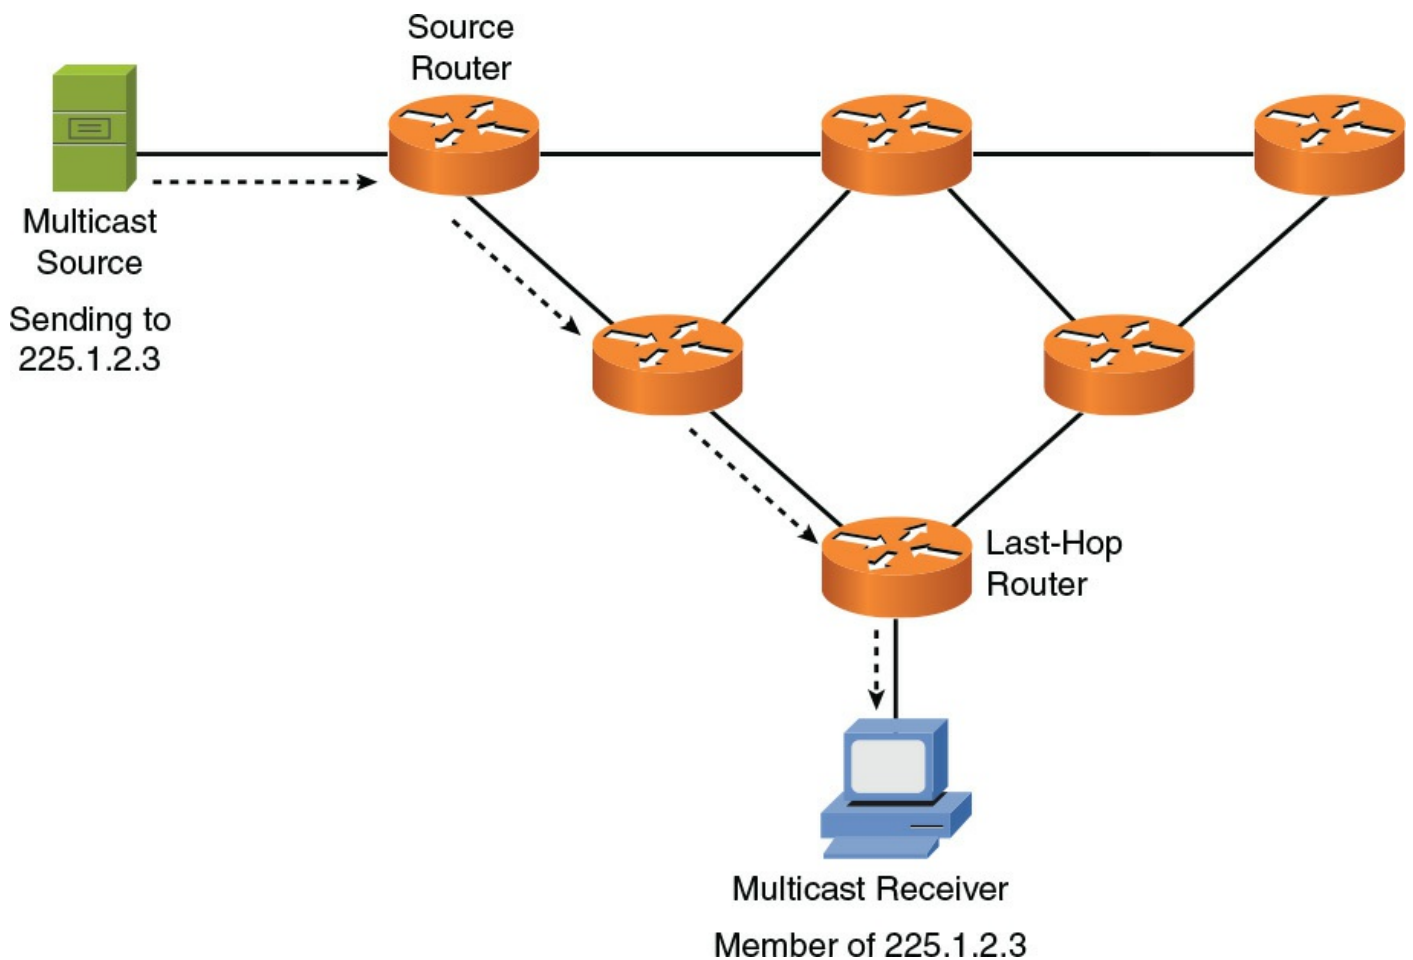 Source
Router
Multicast
Source
Sending to
225.1.2.3
Last-Hop
Router
Multicast Receiver
Member of 225.1.2.3